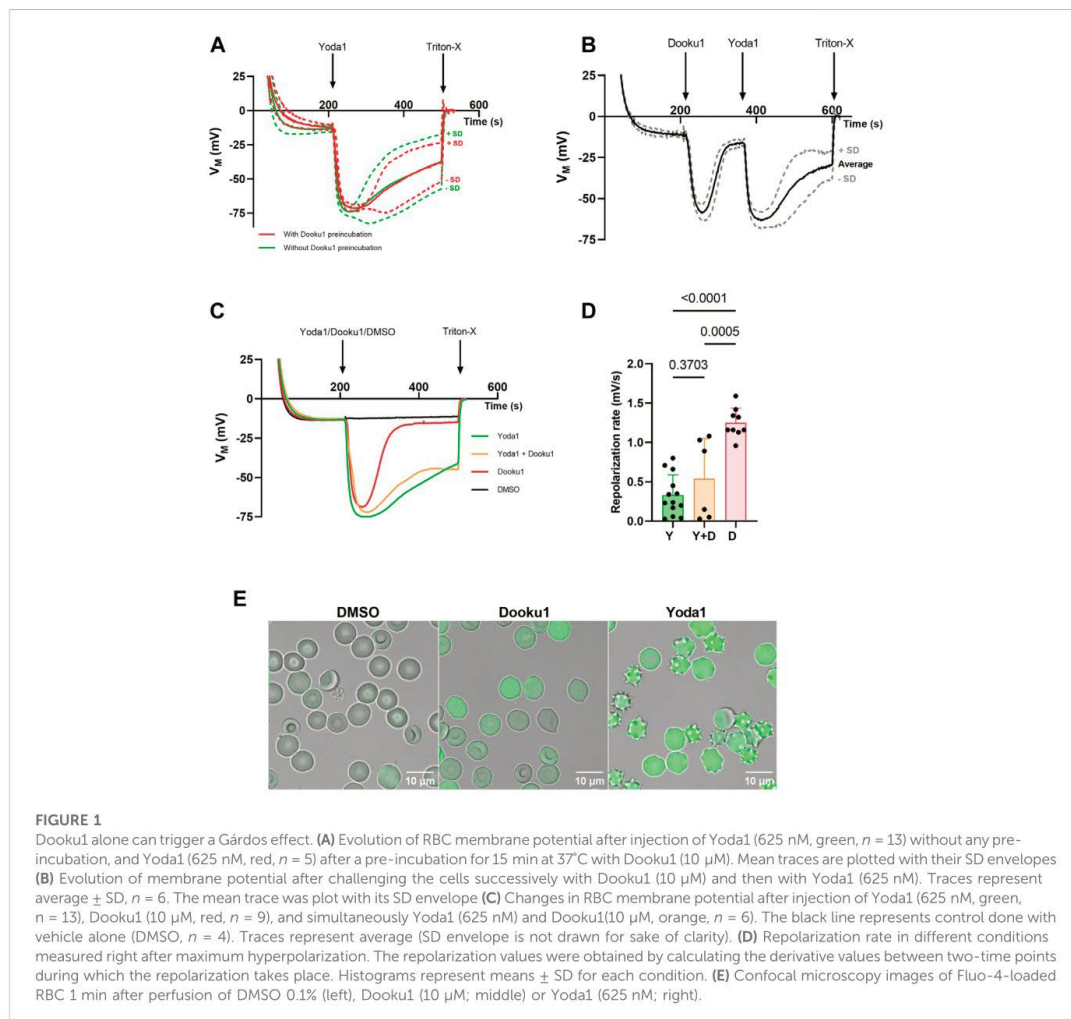 A
Yoda1
Triton-X
25
0
-25
-50
-75
VM (mV)
200
400
600
Time (s)
+ SD
+ SD
- SD
- SD
With Dooku1 preincubation
Without Dooku1 preincubation
B
Dooku1
Yoda1
Triton-X
25
0
-25
-50
-75
VM (mV)
200
400
600
Time (s)
+ SD
Average
- SD
C
Yoda1/Dooku1/DMSO
Triton-X
25
0
-25
-50
-75
VM (mV)
200
400
600
Time (s)
Yoda1
Yoda1 + Dooku1
Dooku1
DMSO
D
<0.0001
0.0005
0.3703
2.0
1.5
1.0
0.5
0.0
Repolarization rate (mV/s)
Y
Y+D
D
E
DMSO
Dooku1
Yoda1
10 µm
10 µm
10 µm
FIGURE 1
Dooku1 alone can trigger a Gárdos effect. (A) Evolution of RBC membrane potential after injection of Yoda1 (625 nM, green, n = 13) without any pre-
incubation, and Yoda1 (625 nM, red, n = 5) after a pre-incubation for 15 min at 37°C with Dooku1 (10 µM). Mean traces are plotted with their SD envelopes
(B) Evolution of membrane potential after challenging the cells successively with Dooku1 (10 µM) and then with Yoda1 (625 nM). Traces represent
average ± SD, n = 6. The mean trace was plot with its SD envelope (C) Changes in RBC membrane potential after injection of Yoda1 (625 nM, green,
n = 13), Dooku1 (10 µM, red, n = 9), and simultaneously Yoda1 (625 nM) and Dooku1(10 µM, orange, n = 6). The black line represents control done with
vehicle alone (DMSO, n = 4). Traces represent average (SD envelope is not drawn for sake of clarity). (D) Repolarization rate in different conditions
measured right after maximum hyperpolarization. The repolarization values were obtained by calculating the derivative values between two-time points
during which the repolarization takes place. Histograms represent means ± SD for each condition. (E) Confocal microscopy images of Fluo-4-loaded
RBC 1 min after perfusion of DMSO 0.1% (left), Dooku1 (10 µM; middle) or Yoda1 (625 nM; right).